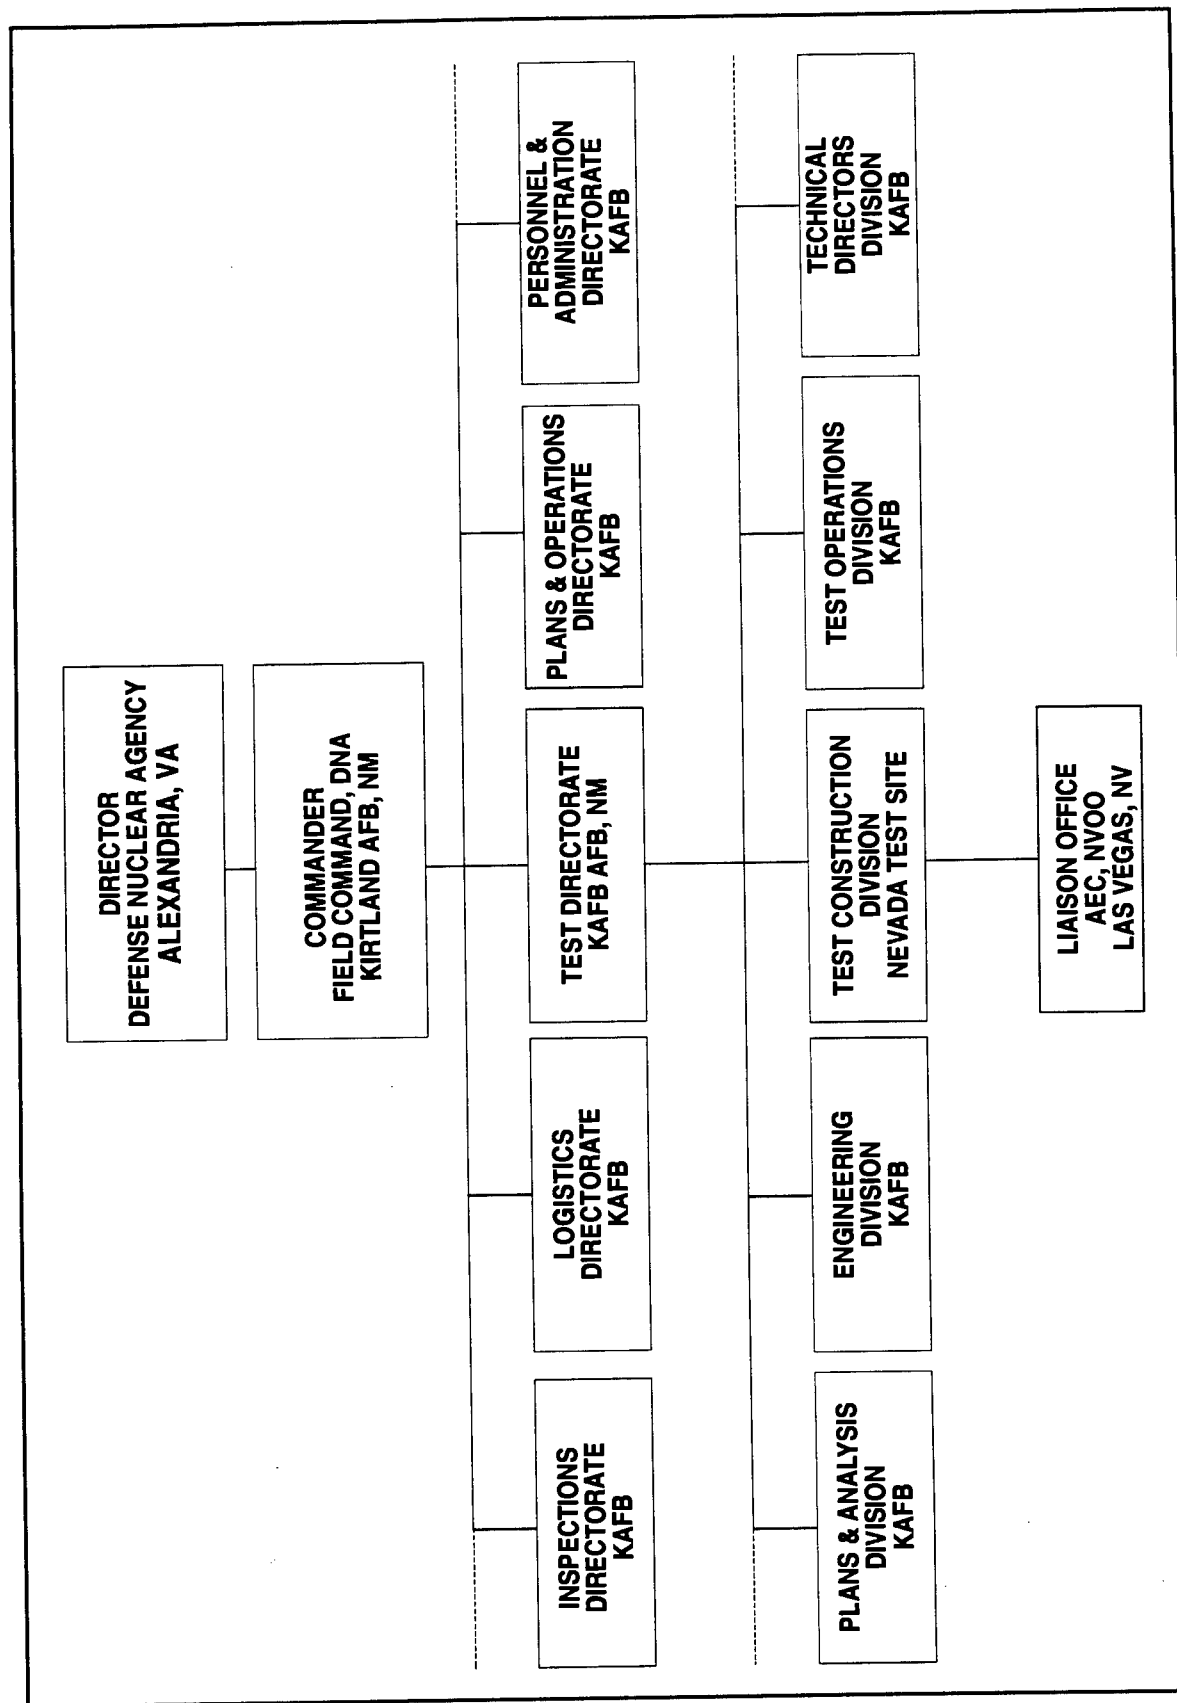 DIRECTOR
DEFENSE NUCLEAR AGENCY
ALEXANDRIA, VA
COMMANDER
FIELD COMMAND, DNA
KIRTLAND AFB, NM
INSPECTIONS
DIRECTORATE
KAFB
LOGISTICS
DIRECTORATE
KAFB
TEST DIRECTORATE
KAFB AFB, NM
PLANS & OPERATIONS
DIRECTORATE
KAFB
PERSONNEL &
ADMINISTRATION
DIRECTORATE
KAFB
PLANS & ANALYSIS
DIVISION
KAFB
ENGINEERING
DIVISION
KAFB
TEST CONSTRUCTION
DIVISION
NEVADA TEST SITE
TEST OPERATIONS
DIVISION
KAFB
TECHNICAL
DIRECTORS
DIVISION
KAFB
LIAISON OFFICE
AEC, NVOO
LAS VEGAS, NV